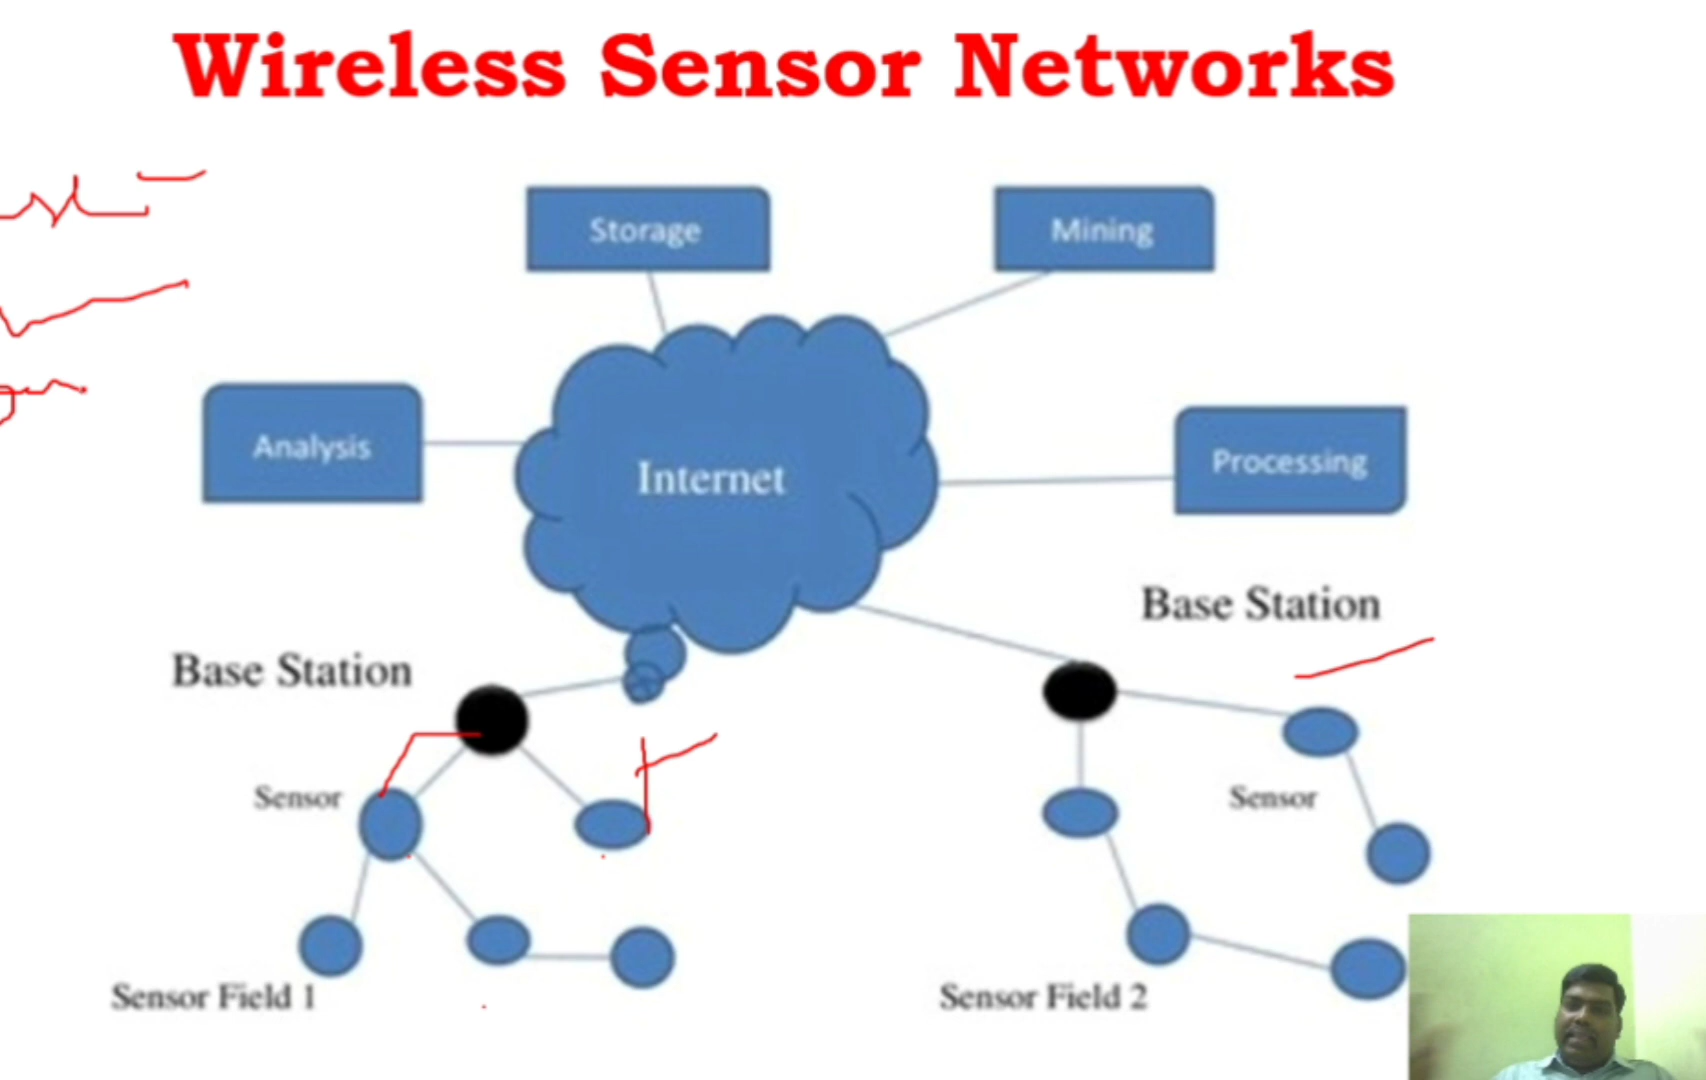 Wireless Sensor Networks
Storage
Mining
Analysis
Internet
Processing
Base Station
Base Station
Sensor
Sensor
Sensor Field 1
Sensor Field 2